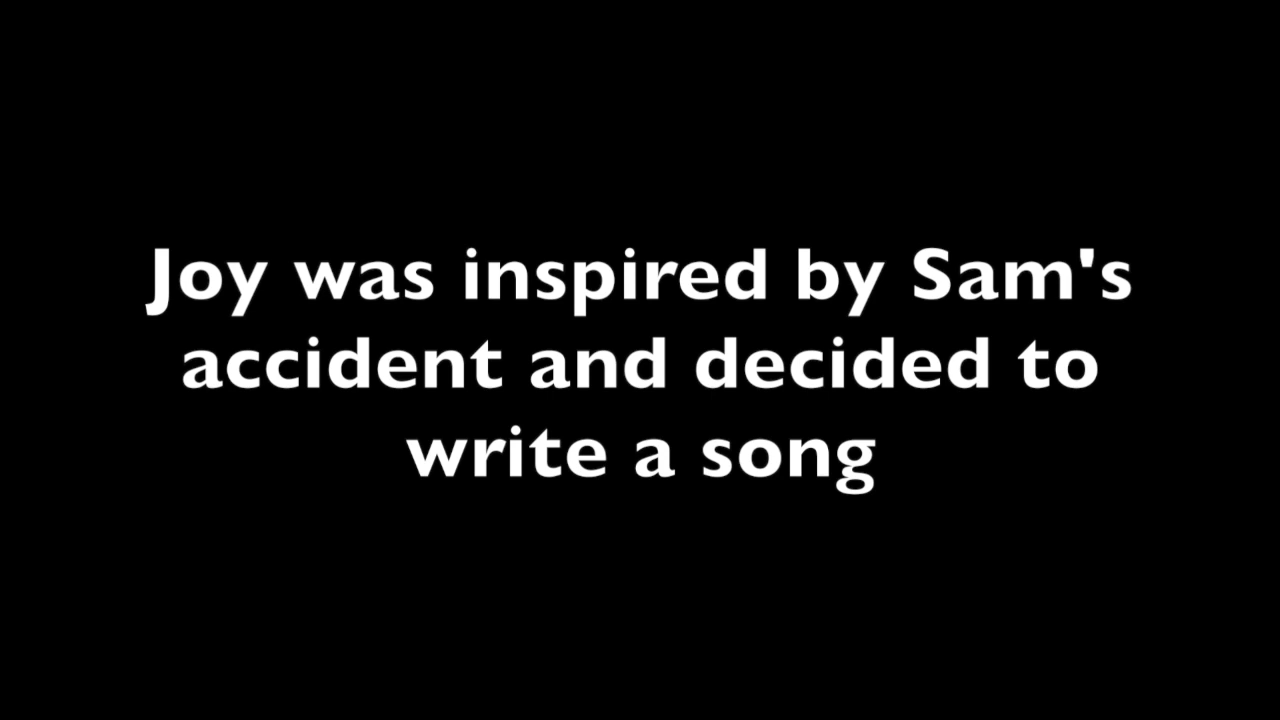 Joy was inspired by Sam's
accident and decided to
write a song